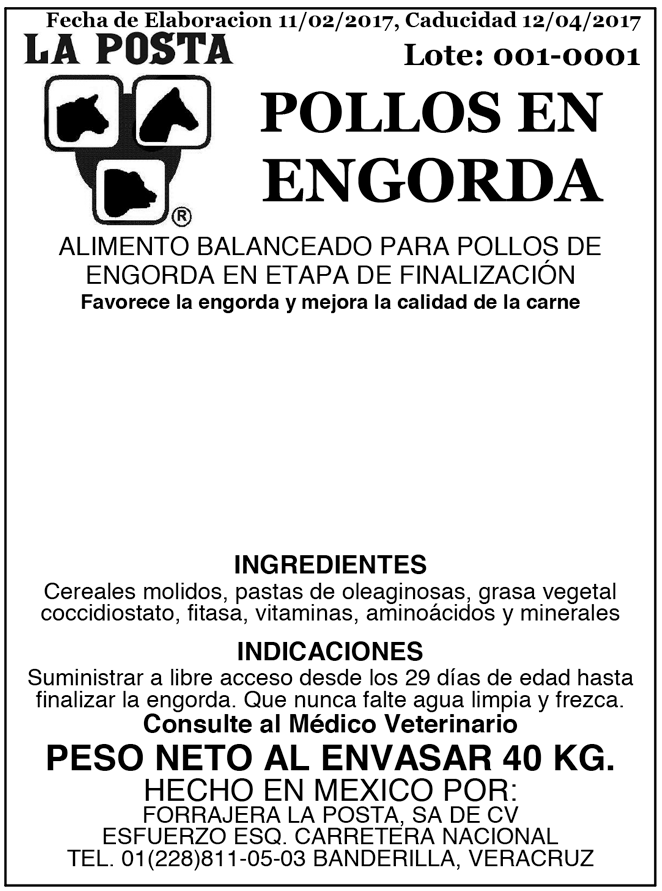 Fecha de Elaboracion 11/02/2017, Caducidad 12/04/2017
LA POSTA
Lote: 001-0001
®
POLLOS EN
ENGORDA
ALIMENTO BALANCEADO PARA POLLOS DE
ENGORDA EN ETAPA DE FINALIZACIÓN
Favorece la engorda y mejora la calidad de la carne
INGREDIENTES
Cereales molidos, pastas de oleaginosas, grasa vegetal
coccidiostato, fitasa, vitaminas, aminoácidos y minerales
INDICACIONES
Suministrar a libre acceso desde los 29 días de edad hasta
finalizar la engorda. Que nunca falte agua limpia y frezca.
Consulte al Médico Veterinario
PESO NETO AL ENVASAR 40 KG.
HECHO EN MEXICO POR:
FORRAJERA LA POSTA, SA DE CV
ESFUERZO ESQ. CARRETERA NACIONAL
TEL. 01(228)811-05-03 BANDERILLA, VERACRUZ